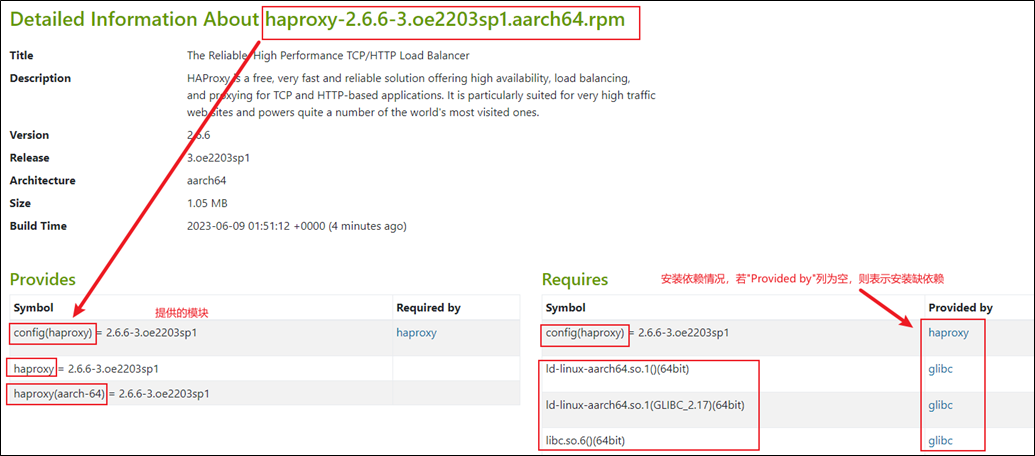 Detailed Information About haproxy-2.6.6-3.oe2203sp1.aarch64.rpm
Title The Reliable, High Performance TCP/HTTP Load Balancer
Description HAProxy is a free, very fast and reliable solution offering high availability, load balancing,
and proxying for TCP and HTTP-based applications. It is particularly suited for very high traffic
web sites and powers quite a number of the world's most visited ones.
Version 2.6.6
Release 3.oe2203sp1
Architecture aarch64
Size 1.05 MB
Build Time 2023-06-09 01:51:12 +0000 (4 minutes ago)
Provides
Symbol 提供的模块 Required by
config(haproxy) = 2.6.6-3.oe2203sp1 haproxy
haproxy = 2.6.6-3.oe2203sp1
haproxy(aarch-64) = 2.6.6-3.oe2203sp1
Requires
安装依赖情况，若"Provided by"列为空，则表示安装缺依赖
Symbol Provided by
config(haproxy) = 2.6.6-3.oe2203sp1 haproxy
ld-linux-aarch64.so.1()(64bit) glibc
ld-linux-aarch64.so.1(GLIBC_2.17)(64bit) glibc
libc.so.6()(64bit) glibc